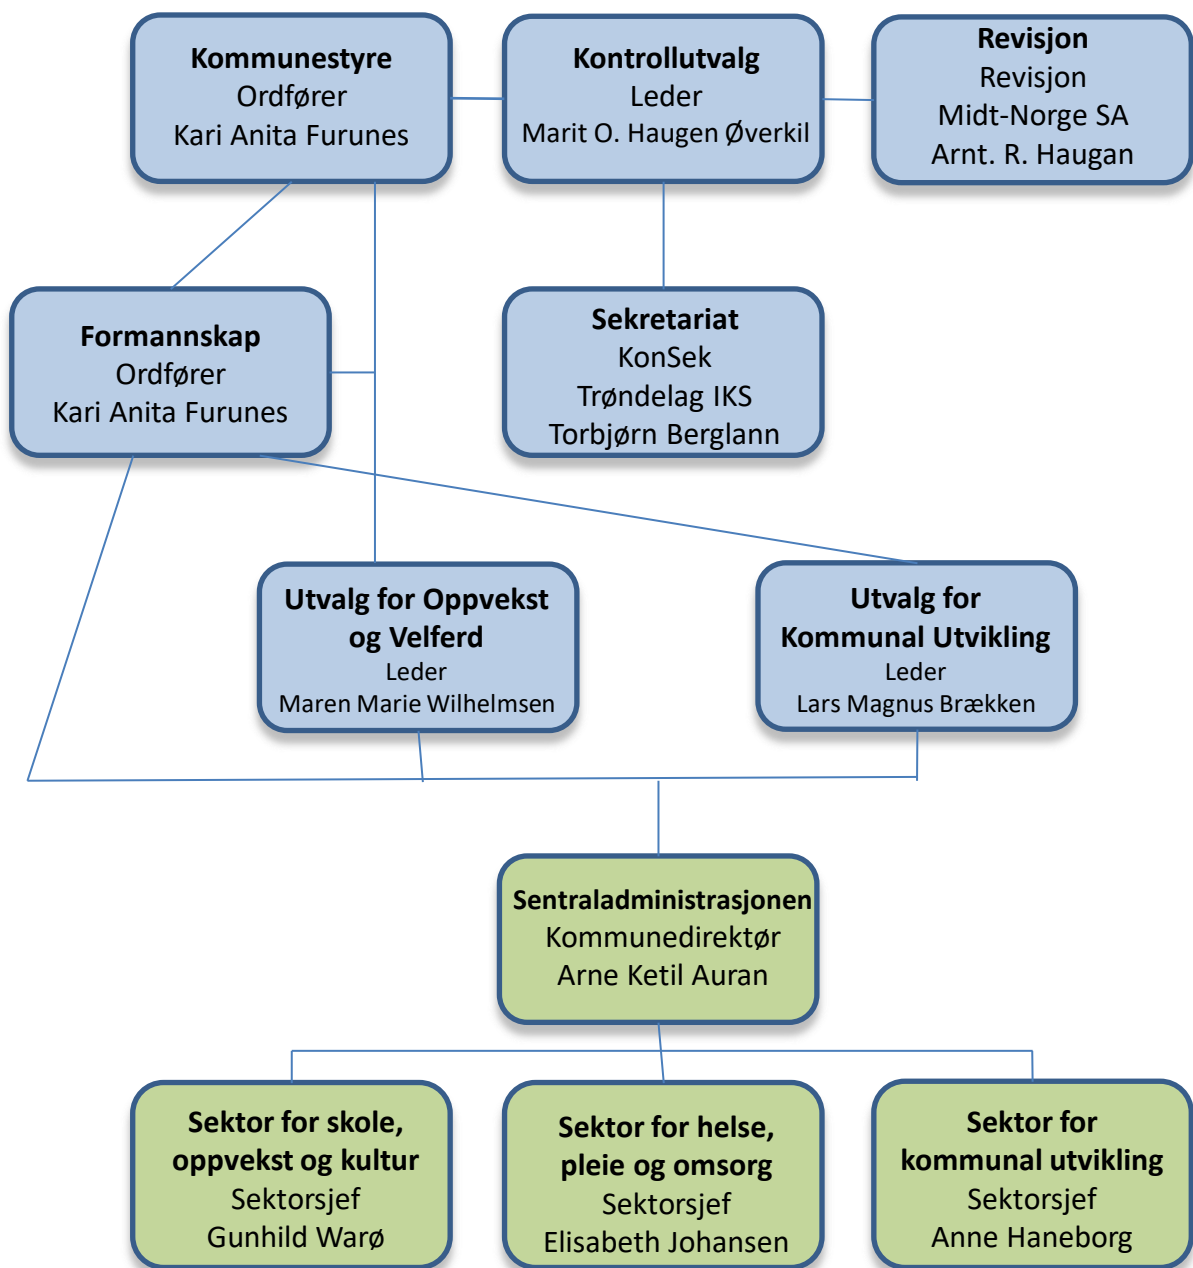 Kommunestyre
Ordfører
Kari Anita Furunes
Kontrollutvalg
Leder
Marit O. Haugen Øverkil
Revisjon
Revisjon
Midt-Norge SA
Arnt. R. Haugan
Formannskap
Ordfører
Kari Anita Furunes
Sekretariat
KonSek
Trøndelag IKS
Torbjørn Berglann
Utvalg for Oppvekst
og Velferd
Leder
Maren Marie Wilhelmsen
Utvalg for
Kommunal Utvikling
Leder
Lars Magnus Brækken
Sentraladministrasjonen
Kommunedirektør
Arne Ketil Auran
Sektor for skole,
oppvekst og kultur
Sektorsjef
Gunhild Warø
Sektor for helse,
pleie og omsorg
Sektorsjef
Elisabeth Johansen
Sektor for
kommunal utvikling
Sektorsjef
Anne Haneborg